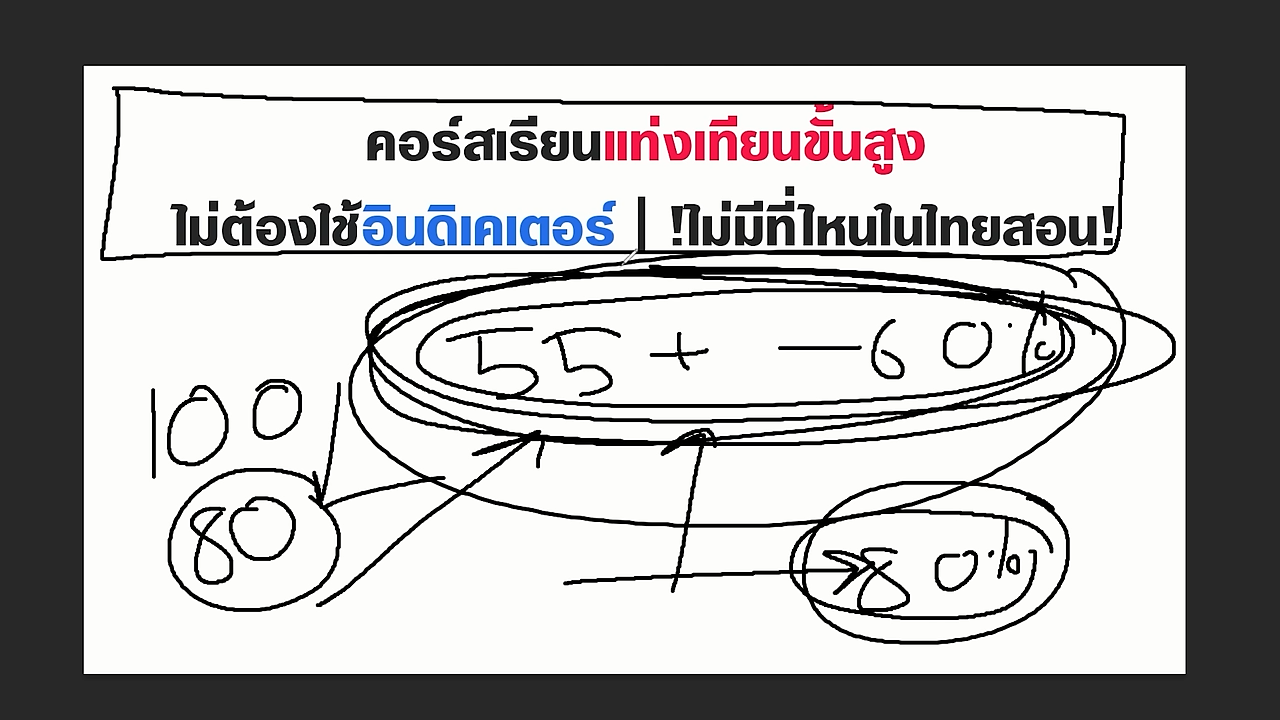 คอร์สเรียนแท่งเทียนขั้นสูง
ไม่ต้องใช้อินดิเคเตอร์ | !ไม่มีที่ไหนในไทยสอน!
55 + — 60%
100
80
80%